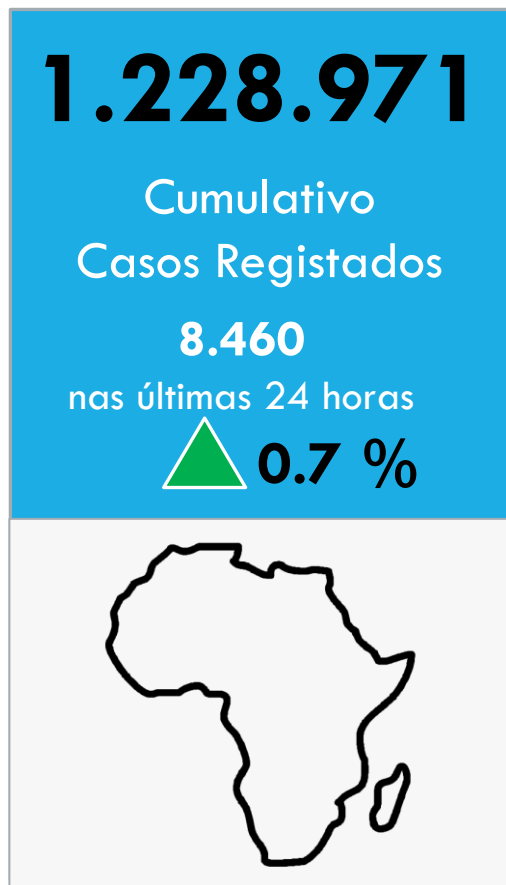 1.228.971
Cumulativo
Casos Registados
8.460
nas últimas 24 horas
0.7 %